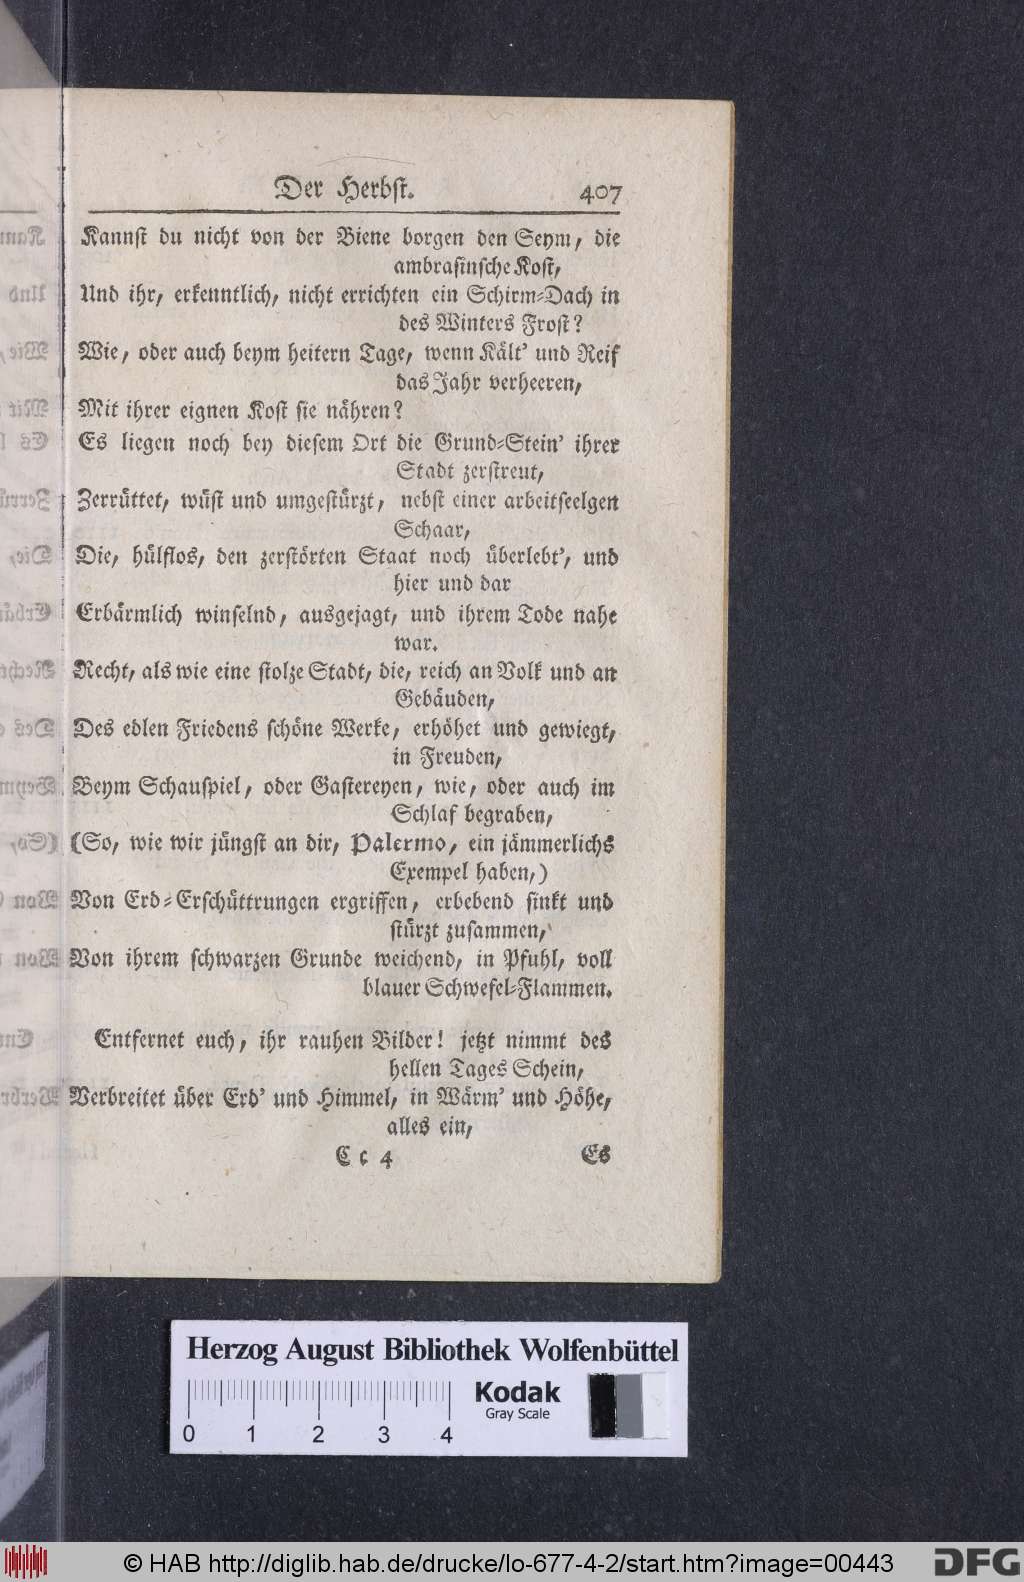 Der Herbst. 407
Kannst du nicht von der Biene borgen den Seym, die
ambrasinsche Kost,
Und ihr, erkenntlich, nicht errichten ein Schirm-Dach in
des Winters Frost?
Wie, oder auch beym heitern Tage, wenn Kält' und Reif
das Jahr verheeren,
Mit ihrer eignen Kost sie nähren?
Es liegen noch bey diesem Ort die Grund-Stein' ihrer
Stadt zerstreut,
Zerrüttet, wüst und umgestürzt, nebst einer arbeitseelgen
Schaar,
Die, hülflos, den zerstörten Staat noch überlebt', und
hier und dar
Erbärmlich winselnd, ausgejagt, und ihrem Tode nahe
war.
Recht, als wie eine stolze Stadt, die, reich an Volk und an
Gebäuden,
Des edlen Friedens schöne Werke, erhöhet und gewiegt,
in Freuden,
Beym Schauspiel, oder Gastereyen, wie, oder auch im
Schlaf begraben,
(So, wie wir jüngst an dir, Palermo, ein jämmerlichs
Exempel haben,)
Von Erd-Erschüttrungen ergriffen, erbebend sinkt und
stürzt zusammen,
Von ihrem schwarzen Grunde weichend, in Pfuhl, voll
blauer Schwefel-Flammen.
Entfernet euch, ihr rauhen Bilder! jetzt nimmt des
hellen Tages Schein,
Verbreitet über Erd' und Himmel, in Wärm' und Höhe,
alles ein,
C c 4 Es
Herzog August Bibliothek Wolfenbüttel
Kodak
Gray Scale
0 1 2 3 4
© HAB http://diglib.hab.de/drucke/lo-677-4-2/start.htm?image=00443
DFG